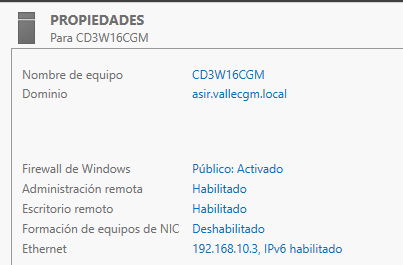 PROPIEDADES
Para CD3W16CGM
Nombre de equipo CD3W16CGM
Dominio asir.vallecgm.local
Firewall de Windows Público: Activado
Administración remota Habilitado
Escritorio remoto Habilitado
Formación de equipos de NIC Deshabilitado
Ethernet 192.168.10.3, IPv6 habilitado